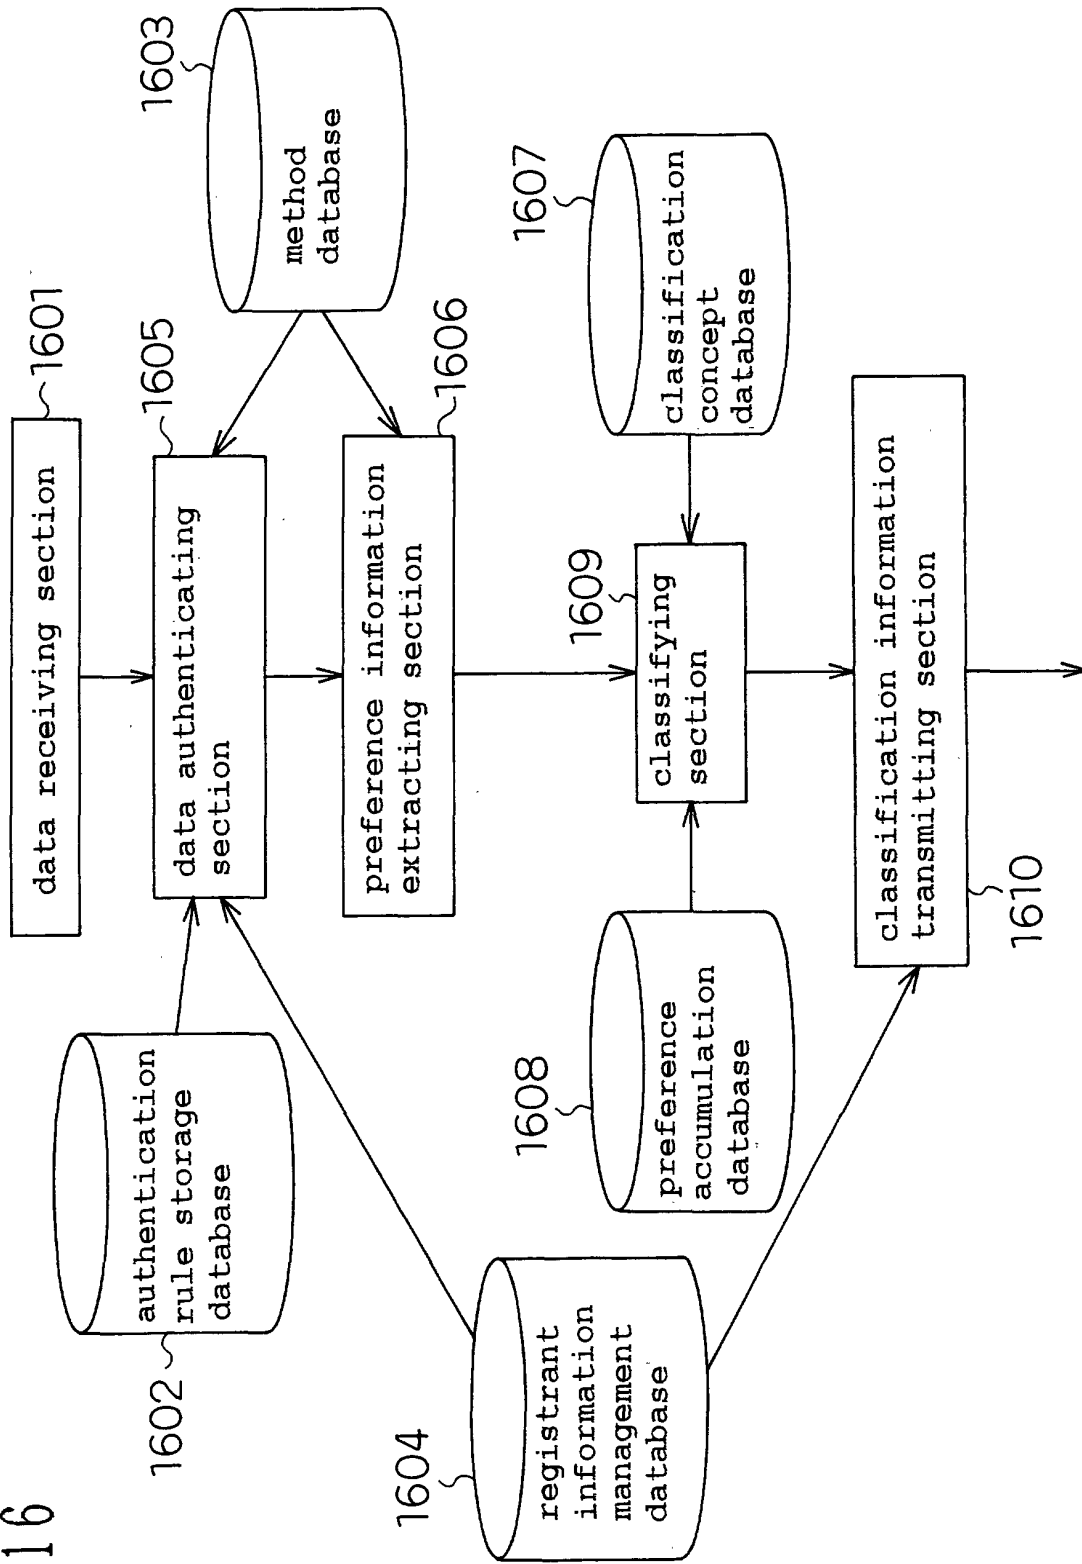 16
data receiving section
1601
authentication
rule storage
database
1602
data authenticating
section
1605
method
database
1603
preference information
extracting section
1606
registrant
information
management
database
1604
preference
accumulation
database
1608
classifying
section
1609
classification
concept
database
1607
classification information
transmitting section
1610